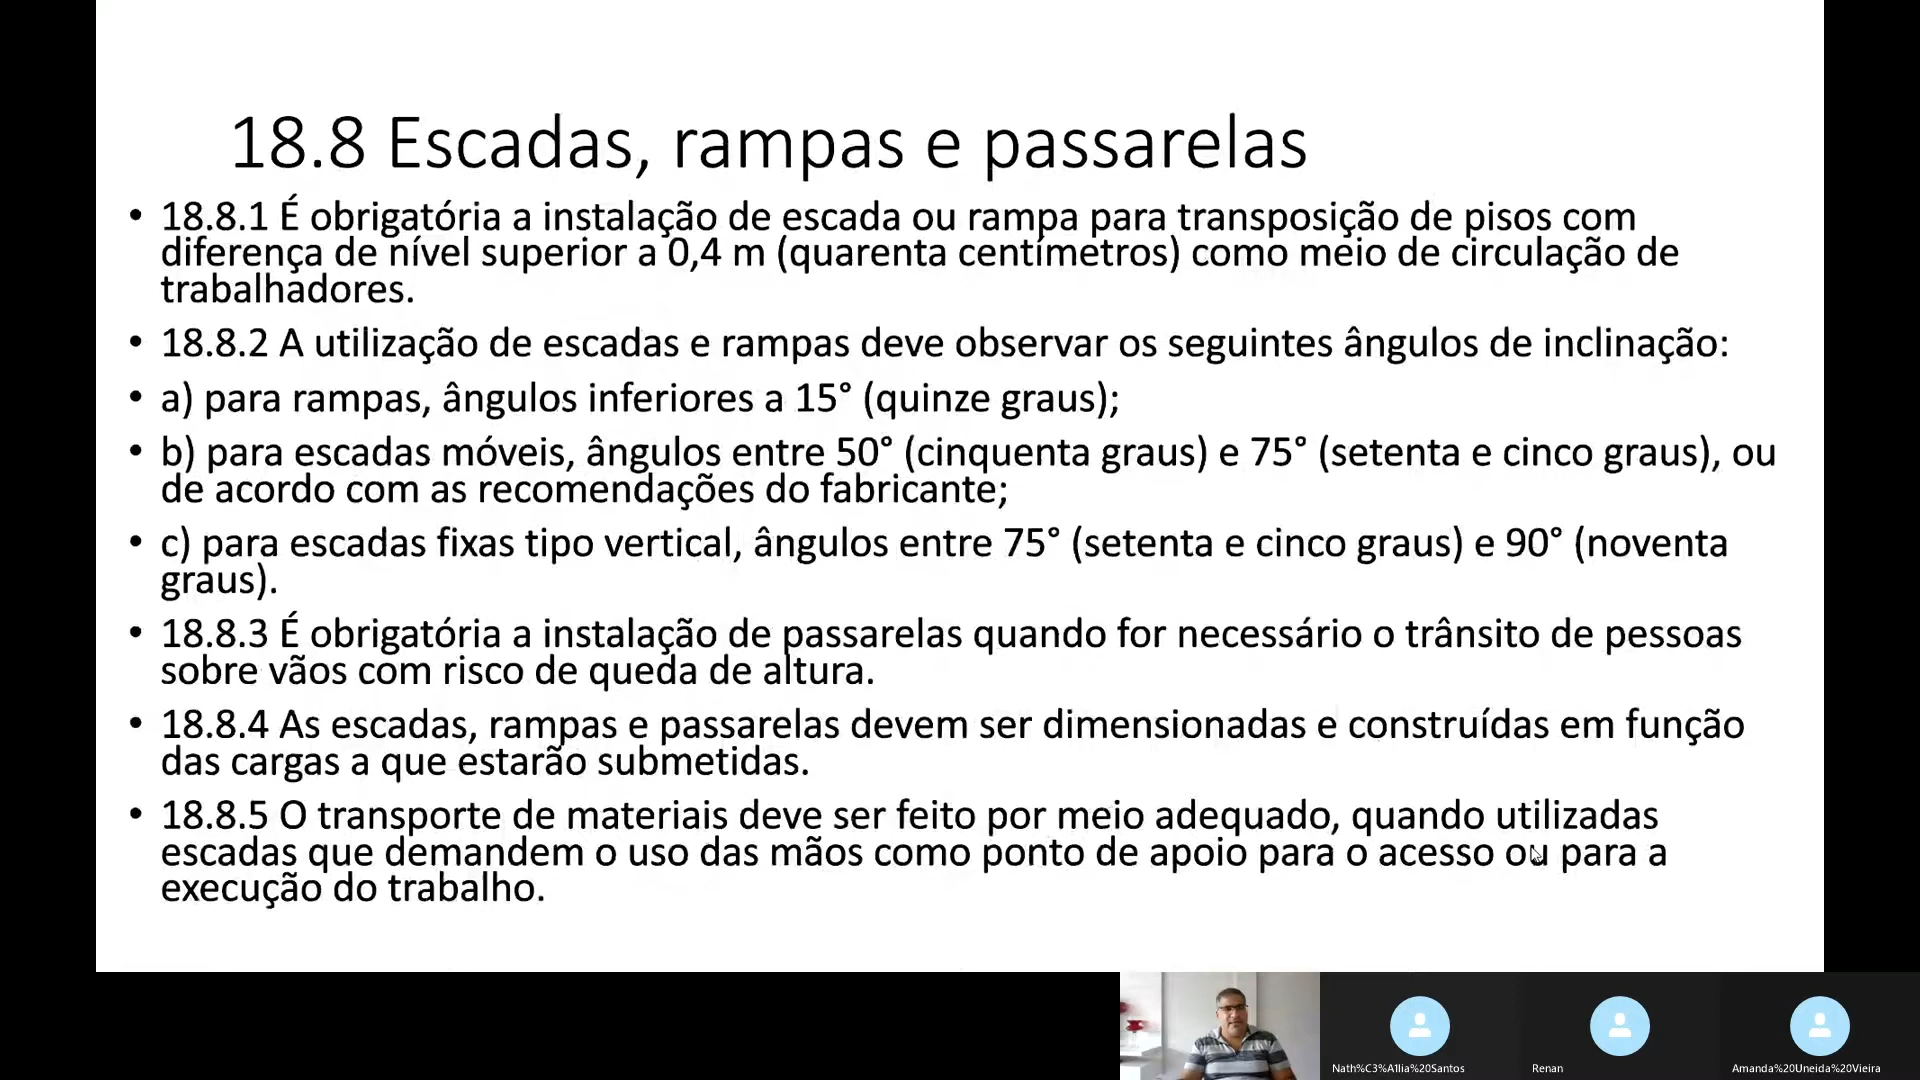 18.8 Escadas, rampas e passarelas
• 18.8.1 É obrigatória a instalação de escada ou rampa para transposição de pisos com
diferença de nível superior a 0,4 m (quarenta centímetros) como meio de circulação de
trabalhadores.
• 18.8.2 A utilização de escadas e rampas deve observar os seguintes ângulos de inclinação:
• a) para rampas, ângulos inferiores a 15° (quinze graus);
• b) para escadas móveis, ângulos entre 50° (cinquenta graus) e 75° (setenta e cinco graus), ou
de acordo com as recomendações do fabricante;
• c) para escadas fixas tipo vertical, ângulos entre 75° (setenta e cinco graus) e 90° (noventa
graus).
• 18.8.3 É obrigatória a instalação de passarelas quando for necessário o trânsito de pessoas
sobre vãos com risco de queda de altura.
• 18.8.4 As escadas, rampas e passarelas devem ser dimensionadas e construídas em função
das cargas a que estarão submetidas.
• 18.8.5 O transporte de materiais deve ser feito por meio adequado, quando utilizadas
escadas que demandem o uso das mãos como ponto de apoio para o acesso ou para a
execução do trabalho.
Nath%C3%A1lia%20Santos
Renan
Amanda%20Uneida%20Vieira